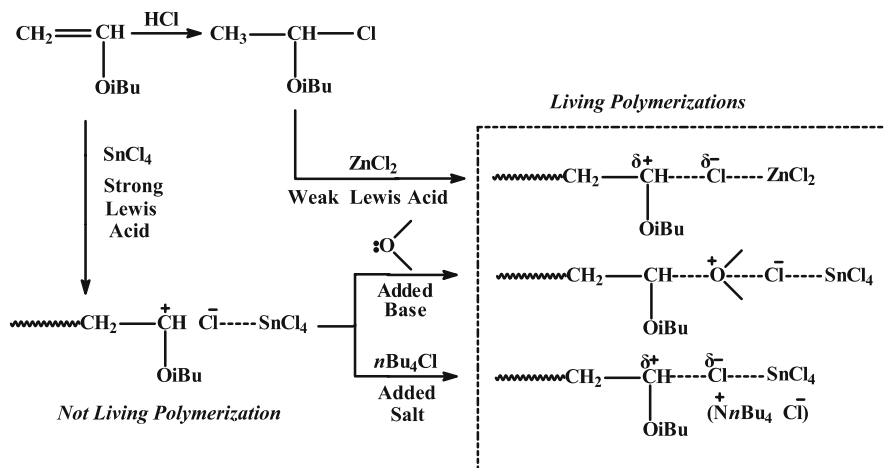 CH₂=CH
HCl
CH₃—CH—Cl
OiBu
OiBu
Living Polymerizations
SnCl₄
Strong
Lewis
Acid
ZnCl₂
Weak Lewis Acid
CH₂—CH-----Cl-----ZnCl₂
δ+
δ−
OiBu
:O
Added
Base
CH₂—CH-----O-----Cl-----SnCl₄
+
−
OiBu
CH₂—CH Cl-----SnCl₄
+
−
OiBu
Not Living Polymerization
nBu₄Cl
Added
Salt
CH₂—CH-----Cl-----SnCl₄
δ+
δ−
(N⁺nBu₄ Cl⁻)
OiBu